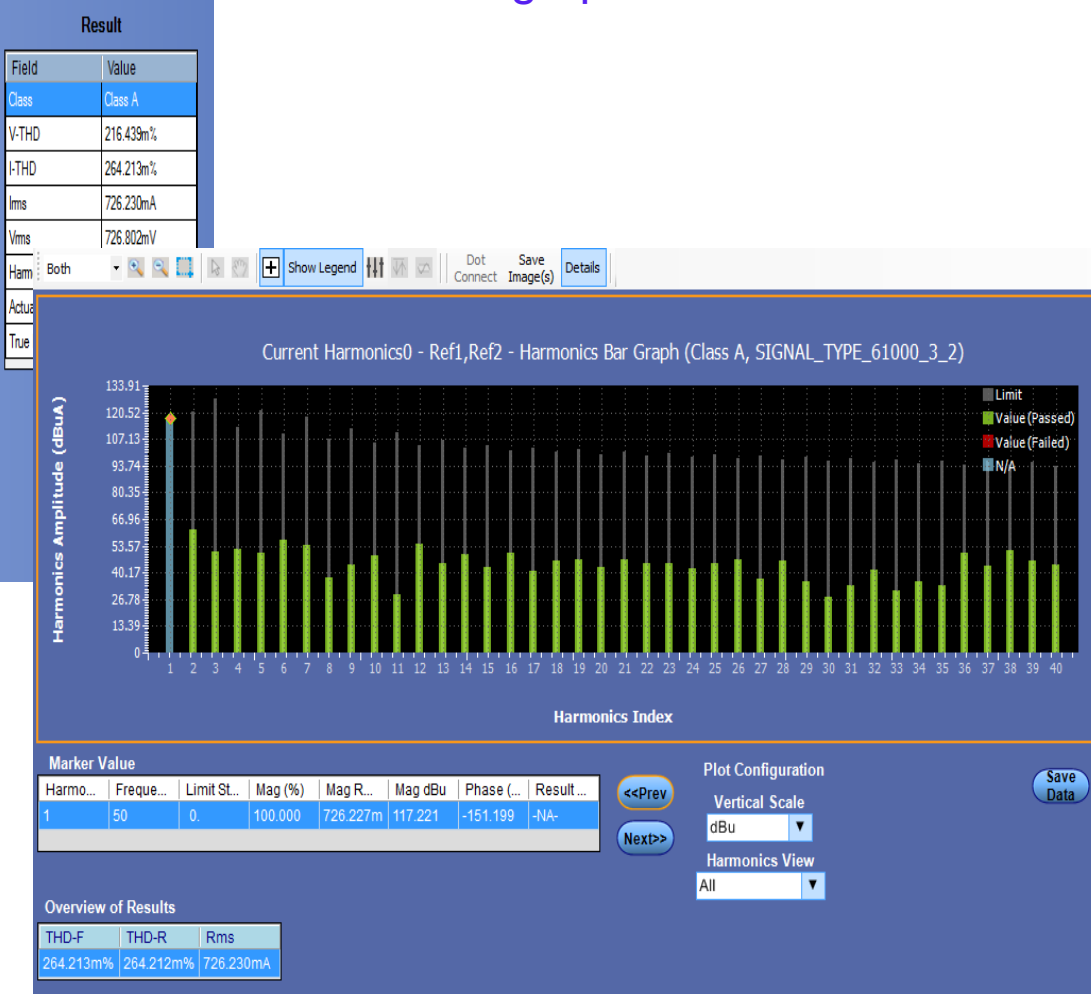 Result
Field Value
Class Class A
V-THD 216.439m%
I-THD 264.213m%
Irms 726.230mA
Vrms 726.802mV
Harm
Actua
True
Both Show Legend Dot Connect Save Image(s) Details
Current Harmonics0 - Ref1,Ref2 - Harmonics Bar Graph (Class A, SIGNAL_TYPE_61000_3_2)
Harmonics Amplitude (dBuA)
133.91
120.52
107.13
93.74
80.35
66.96
53.57
40.17
26.78
13.39
0
Limit
Value (Passed)
Value (Failed)
N/A
1 2 3 4 5 6 7 8 9 10 11 12 13 14 15 16 17 18 19 20 21 22 23 24 25 26 27 28 29 30 31 32 33 34 35 36 37 38 39 40
Harmonics Index
Marker Value
Harmo... Freque... Limit St... Mag (%) Mag R... Mag dBu Phase (... Result ...
1 50 0. 100.000 726.227m 117.221 -151.199 -NA-
<<Prev
Next>>
Plot Configuration
Vertical Scale
dBu
Harmonics View
All
Save
Data
Overview of Results
THD-F THD-R Rms
264.213m% 264.212m% 726.230mA